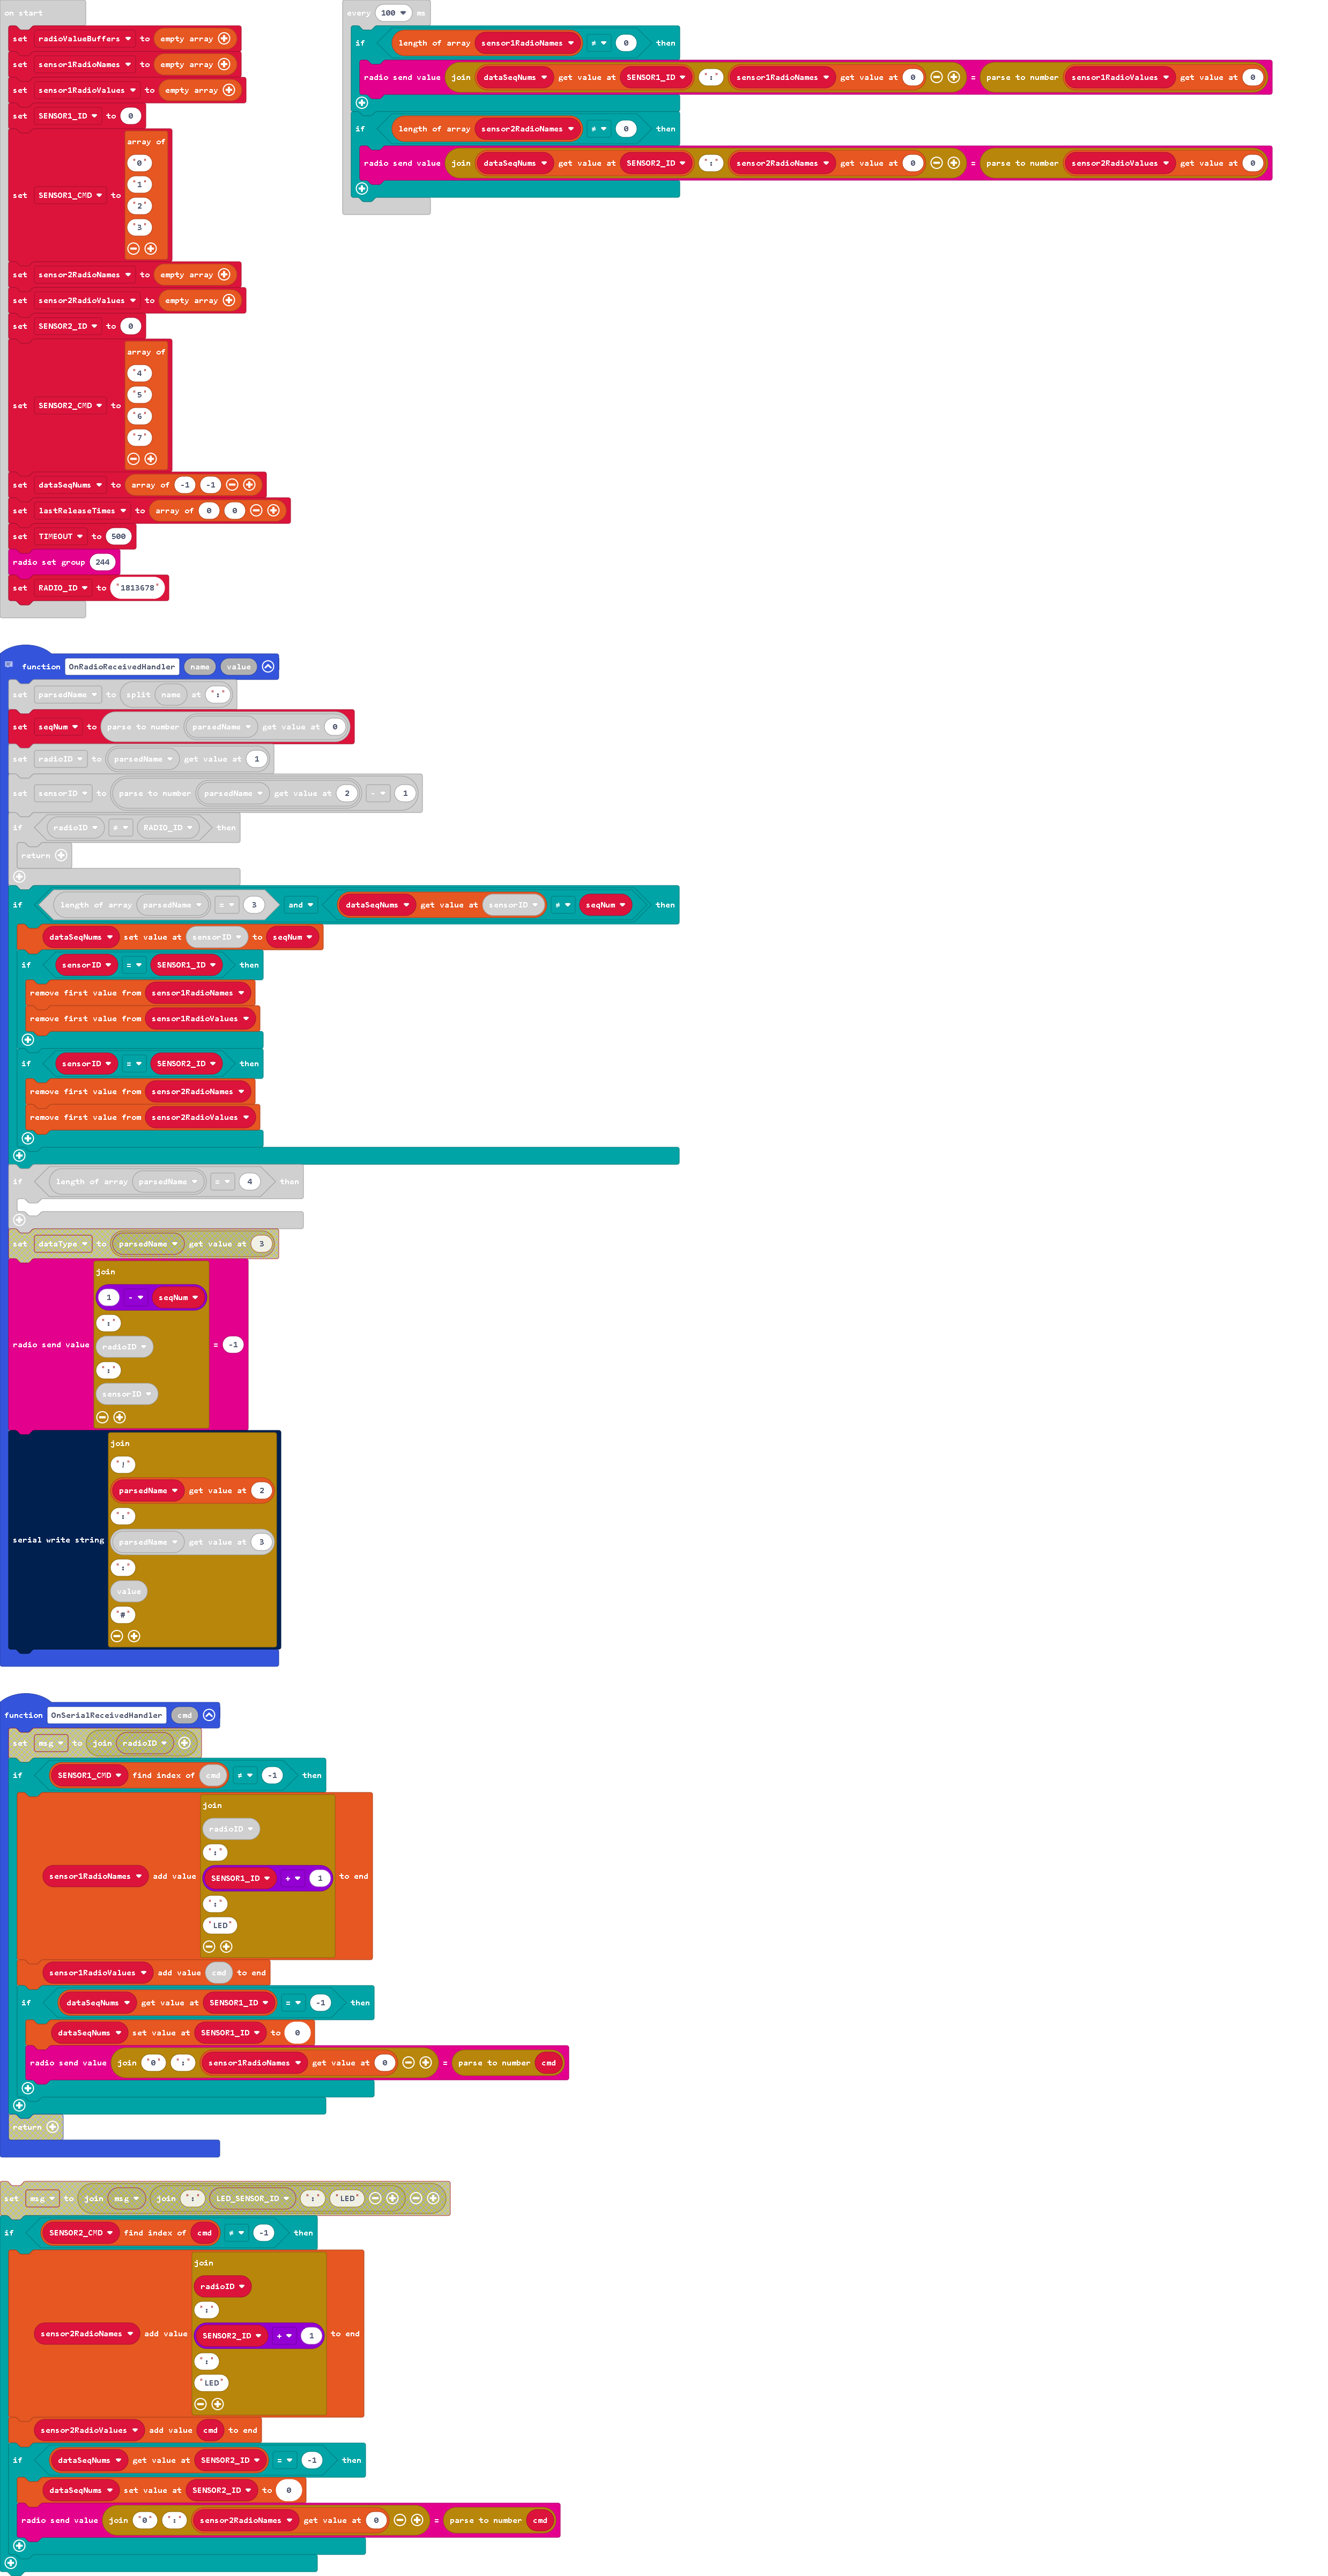 on start
set radioValueBuffers to empty array
set sensor1RadioNames to empty array
set sensor1RadioValues to empty array
set SENSOR1_ID to 0
array of
"0"
"1"
set SENSOR1_CMD to
"2"
"3"
set sensor2RadioNames to empty array
set sensor2RadioValues to empty array
set SENSOR2_ID to 0
array of
"4"
"5"
set SENSOR2_CMD to
"6"
"7"
set dataSeqNums to array of -1 -1
set lastReleaseTimes to array of 0 0
set TIMEOUT to 500
radio set group 244
set RADIO_ID to "1813678"
every 100 ms
if length of array sensor1RadioNames ≠ 0 then
radio send value join dataSeqNums get value at SENSOR1_ID ":" sensor1RadioNames get value at 0 = parse to number sensor1RadioValues get value at 0
if length of array sensor2RadioNames ≠ 0 then
radio send value join dataSeqNums get value at SENSOR2_ID ":" sensor2RadioNames get value at 0 = parse to number sensor2RadioValues get value at 0
function OnRadioReceivedHandler name value
set parsedName to split name at ":"
set seqNum to parse to number parsedName get value at 0
set radioID to parsedName get value at 1
set sensorID to parse to number parsedName get value at 2 - 1
if radioID ≠ RADIO_ID then
return
if length of array parsedName = 3 and dataSeqNums get value at sensorID ≠ seqNum then
dataSeqNums set value at sensorID to seqNum
if sensorID = SENSOR1_ID then
remove first value from sensor1RadioNames
remove first value from sensor1RadioValues
if sensorID = SENSOR2_ID then
remove first value from sensor2RadioNames
remove first value from sensor2RadioValues
if length of array parsedName = 4 then
set dataType to parsedName get value at 3
join
1 - seqNum
":"
radio send value radioID = -1
":"
sensorID
join
"!"
parsedName get value at 2
":"
serial write string parsedName get value at 3
":"
value
"#"
function OnSerialReceivedHandler cmd
set msg to join radioID
if SENSOR1_CMD find index of cmd ≠ -1 then
join
radioID
":"
sensor1RadioNames add value SENSOR1_ID + 1 to end
":"
"LED"
sensor1RadioValues add value cmd to end
if dataSeqNums get value at SENSOR1_ID = -1 then
dataSeqNums set value at SENSOR1_ID to 0
radio send value join "0" ":" sensor1RadioNames get value at 0 = parse to number cmd
return
set msg to join msg join ":" LED_SENSOR_ID ":" "LED"
if SENSOR2_CMD find index of cmd ≠ -1 then
join
radioID
":"
sensor2RadioNames add value SENSOR2_ID + 1 to end
":"
"LED"
sensor2RadioValues add value cmd to end
if dataSeqNums get value at SENSOR2_ID = -1 then
dataSeqNums set value at SENSOR2_ID to 0
radio send value join "0" ":" sensor2RadioNames get value at 0 = parse to number cmd